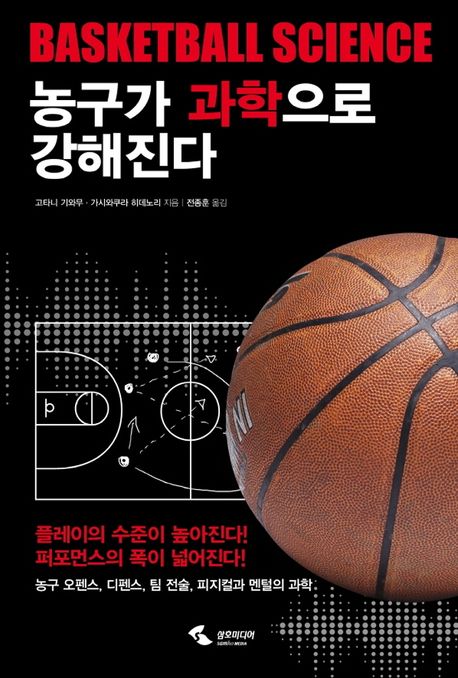 BASKETBALL SCIENCE
농구가 과학으로
강해진다
고타니 기와무 · 가시와쿠라 히데노리 지음 | 전종훈 옮김
플레이의 수준이 높아진다!
퍼포먼스의 폭이 넓어진다!
농구 오펜스, 디펜스, 팀 전술, 피지컬과 멘털의 과학
삼호미디어
samho MEDIA